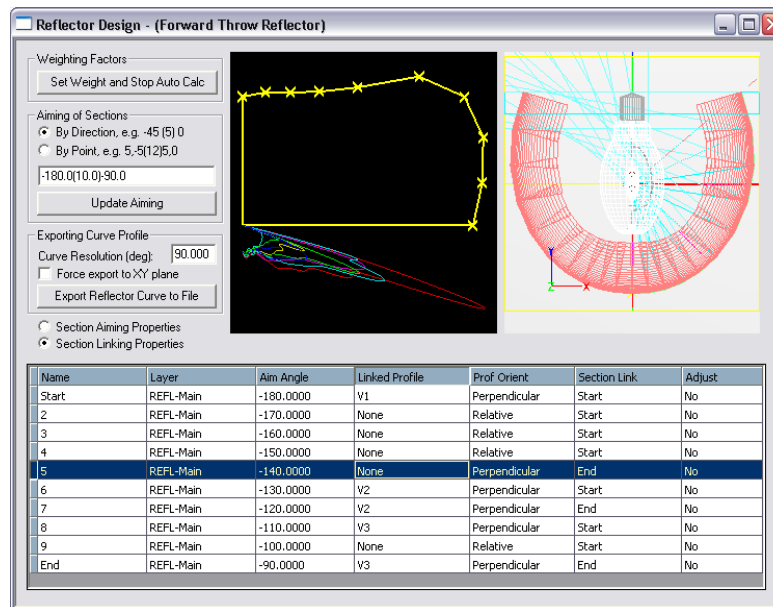 Reflector Design - (Forward Throw Reflector)
Weighting Factors
Set Weight and Stop Auto Calc
Aiming of Sections
By Direction, e.g. -45 (5) 0
By Point, e.g. 5,-5(12)5,0
-180.0(10.0)-90.0
Update Aiming
Exporting Curve Profile
Curve Resolution (deg): 90.000
Force export to XY plane
Export Reflector Curve to File
Section Aiming Properties
Section Linking Properties
Y
Z X
Name Layer Aim Angle Linked Profile Prof Orient Section Link Adjust
Start REFL-Main -180.0000 V1 Perpendicular Start No
2 REFL-Main -170.0000 None Relative Start No
3 REFL-Main -160.0000 None Relative Start No
4 REFL-Main -150.0000 None Relative Start No
5 REFL-Main -140.0000 None Perpendicular End No
6 REFL-Main -130.0000 V2 Perpendicular Start No
7 REFL-Main -120.0000 V2 Perpendicular End No
8 REFL-Main -110.0000 V3 Perpendicular Start No
9 REFL-Main -100.0000 None Relative Start No
End REFL-Main -90.0000 V3 Perpendicular End No